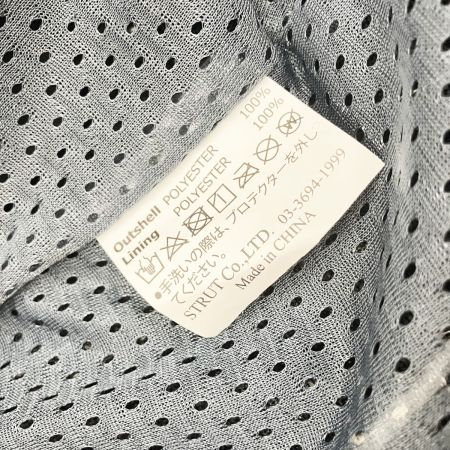 Outshell POLYESTER 100%
Lining POLYESTER 100%
●手洗いの際は、プロテクターを外し
てください。
STRUT Co.,LTD. 03-3694-1999
Made in CHINA